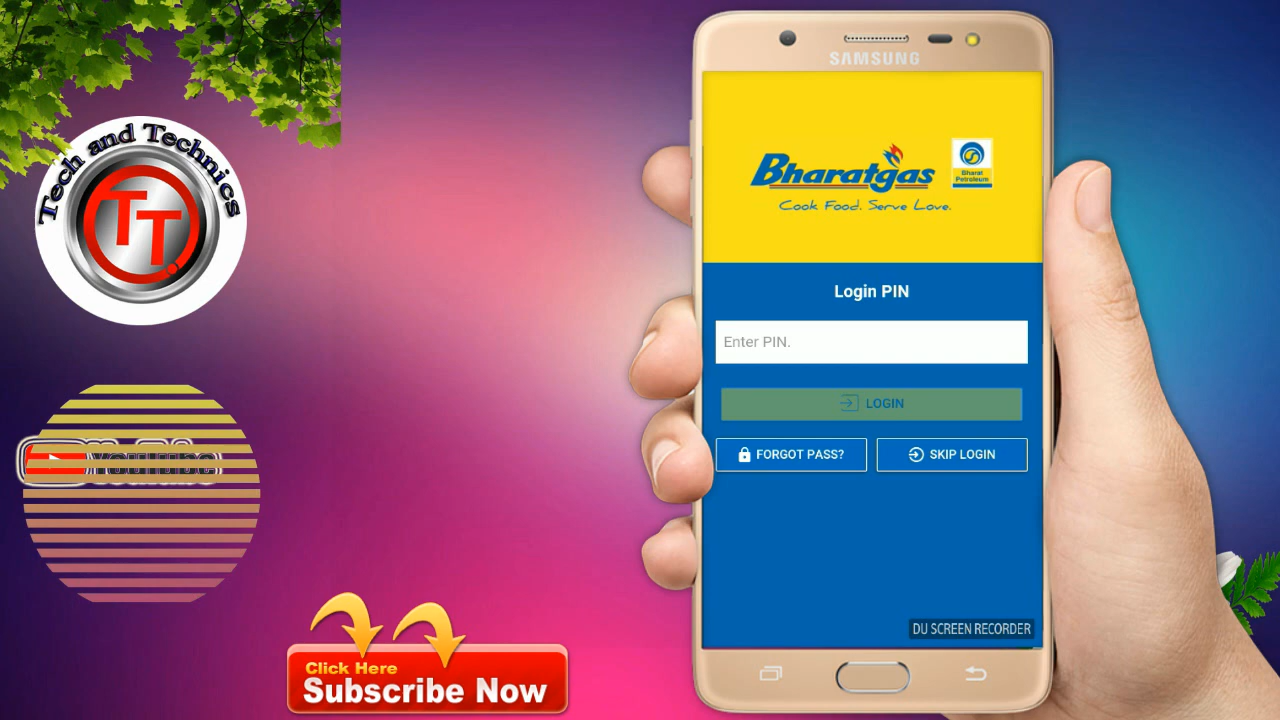 Tech and Technics
TT.
YouTube
Click Here
Subscribe Now
SAMSUNG
Bharatgas
Cook Food. Serve Love.
Bharat
Petroleum
Login PIN
Enter PIN.
LOGIN
FORGOT PASS?
SKIP LOGIN
DU SCREEN RECORDER